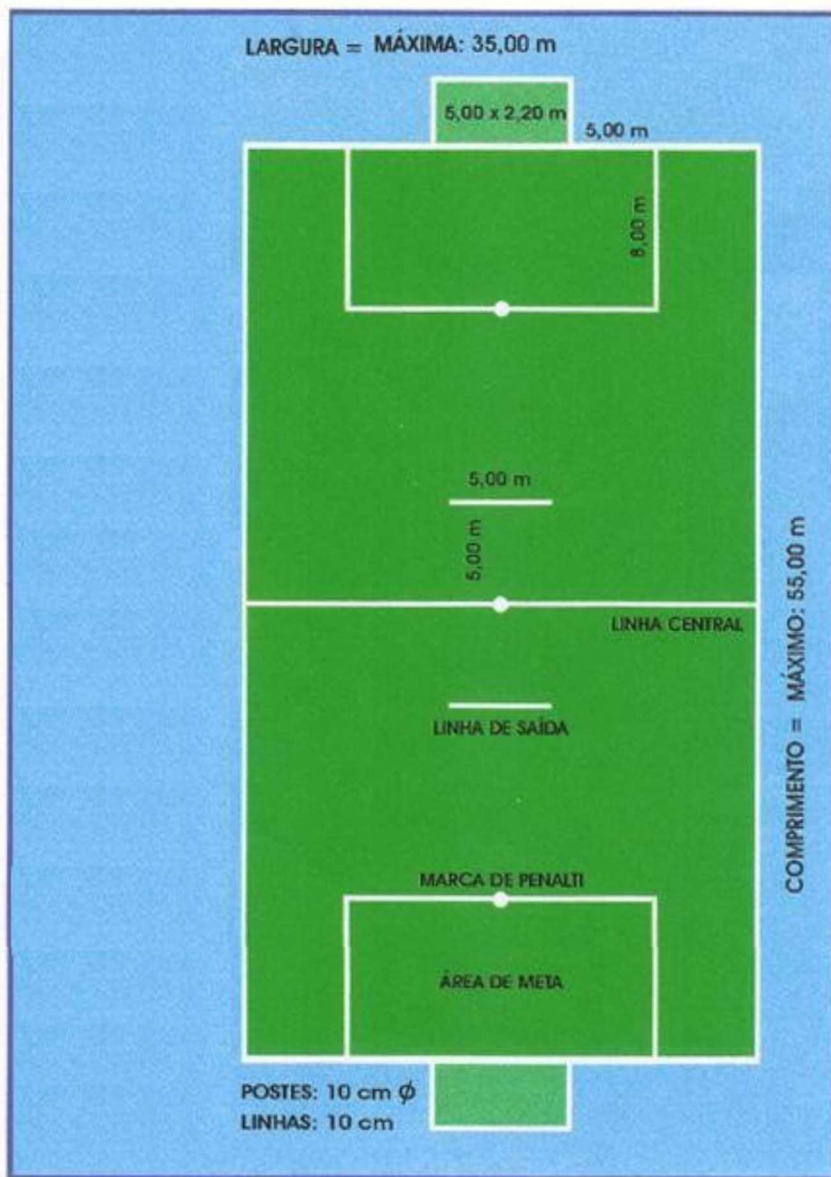 LARGURA = MÁXIMA: 35,00 m
5,00 x 2,20 m
5,00 m
8,00 m
5,00 m
5,00 m
LINHA CENTRAL
COMPRIMENTO = MÁXIMO: 55,00 m
LINHA DE SAÍDA
MARCA DE PENALTI
ÁREA DE META
POSTES: 10 cm ϕ
LINHAS: 10 cm